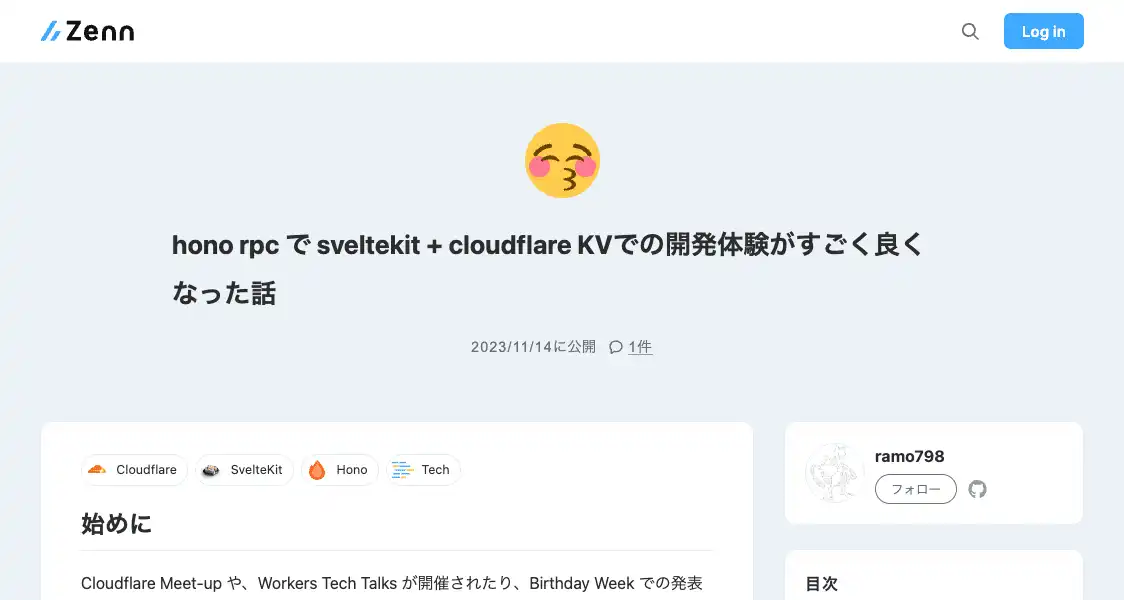 Zenn
Log in
hono rpc で sveltekit + cloudflare KVでの開発体験がすごく良く
なった話
2023/11/14に公開 1件
Cloudflare SvelteKit Hono Tech
始めに
Cloudflare Meet-up や、Workers Tech Talks が開催されたり、Birthday Week での発表
ramo798
フォロー
目次